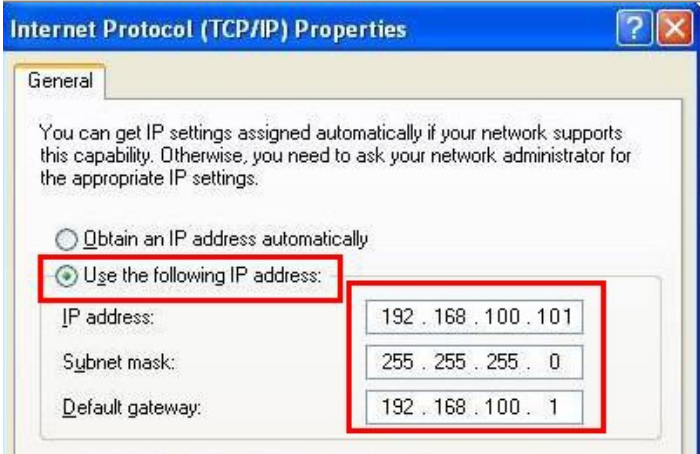 Internet Protocol (TCP/IP) Properties
General
You can get IP settings assigned automatically if your network supports
this capability. Otherwise, you need to ask your network administrator for
the appropriate IP settings.
Obtain an IP address automatically
Use the following IP address:
IP address: 192 . 168 . 100 . 101
Subnet mask: 255 . 255 . 255 . 0
Default gateway: 192 . 168 . 100 . 1